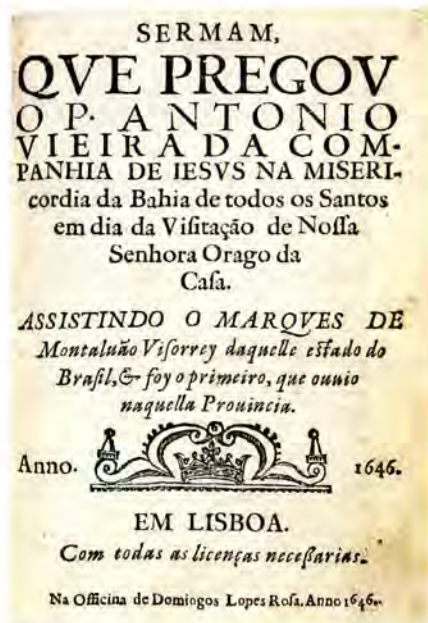 SERMAM,
QVE PREGOV
O P. ANTONIO
VIEIRA DA COM-
PANHIA DE IESVS NA MISERI-
cordia da Bahia de todos os Santos
em dia da Viſitação de Noſſa
Senhora Orago da
Caſa.
ASSISTINDO O MARQVES DE
Montaluão Viſorrey daquelle eſtado do
Braſil, & foy o primeiro, que ouuio
naquella Prouincia.
Anno. 1646.
EM LISBOA.
Com todas as licenças neceſſarias.
Na Officina de Domingos Lopes Roſa. Anno 1646.